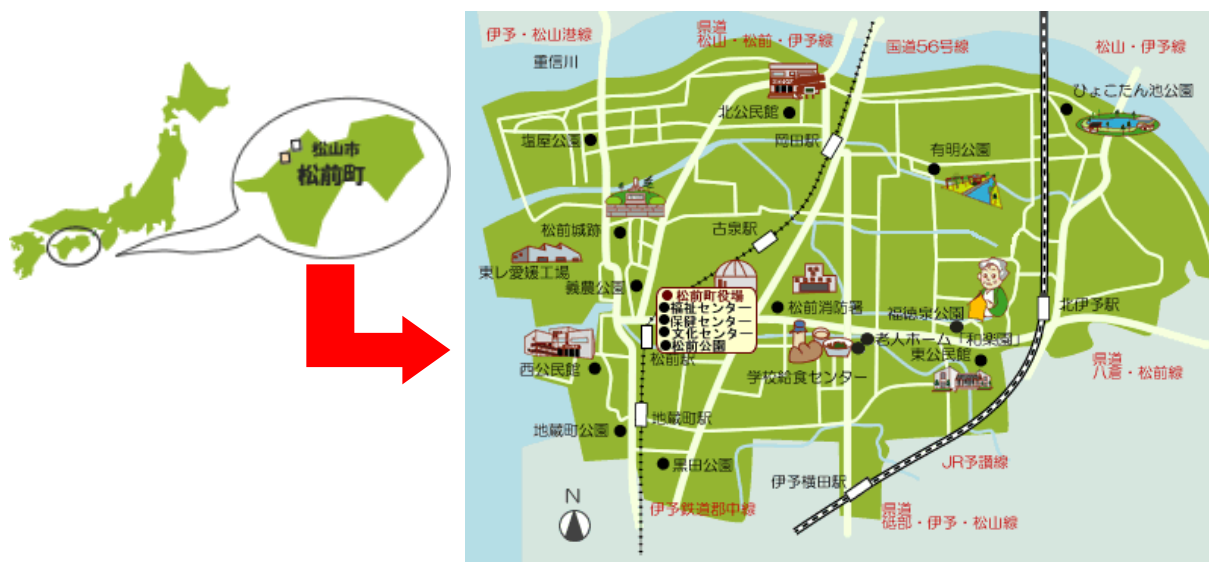 松山市
松前町
伊予・松山港線
県道
松山・松前・伊予線
国道56号線
松山・伊予線
重信川
ひょこたん池公園
北公民館
塩屋公園
岡田駅
有明公園
松前城跡
古泉駅
東レ愛媛工場
義農公園
松前町役場
福祉センター
保健センター
文化センター
松前公園
松前消防署
福徳泉公園
北伊予駅
老人ホーム「和楽園」
松前駅
東公民館
西公民館
学校給食センター
県道
八倉・松前線
地蔵町駅
地蔵町公園
黒田公園
JR予讃線
伊予横田駅
N
伊予鉄道郡中線
県道
砥部・伊予・松山線